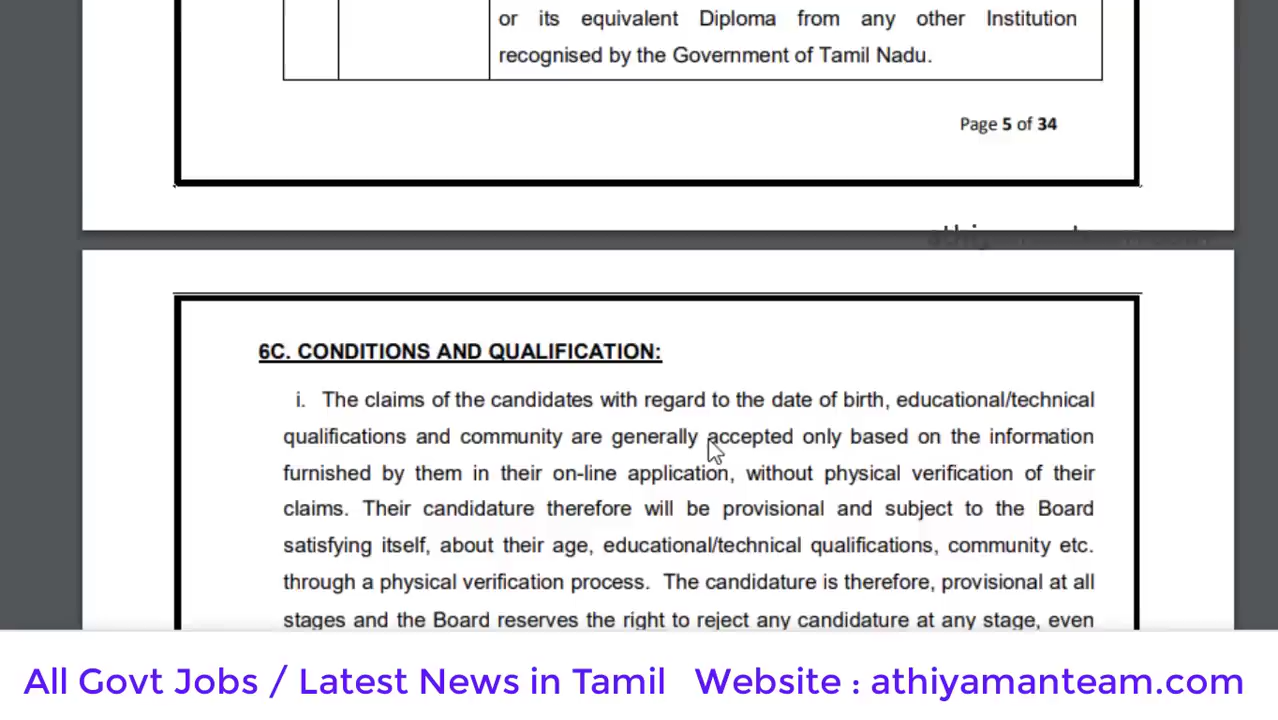 or its equivalent Diploma from any other Institution
recognised by the Government of Tamil Nadu.
Page 5 of 34
6C. CONDITIONS AND QUALIFICATION:
i. The claims of the candidates with regard to the date of birth, educational/technical
qualifications and community are generally accepted only based on the information
furnished by them in their on-line application, without physical verification of their
claims. Their candidature therefore will be provisional and subject to the Board
satisfying itself, about their age, educational/technical qualifications, community etc.
through a physical verification process. The candidature is therefore, provisional at all
stages and the Board reserves the right to reject any candidature at any stage, even
All Govt Jobs / Latest News in Tamil Website : athiyamanteam.com